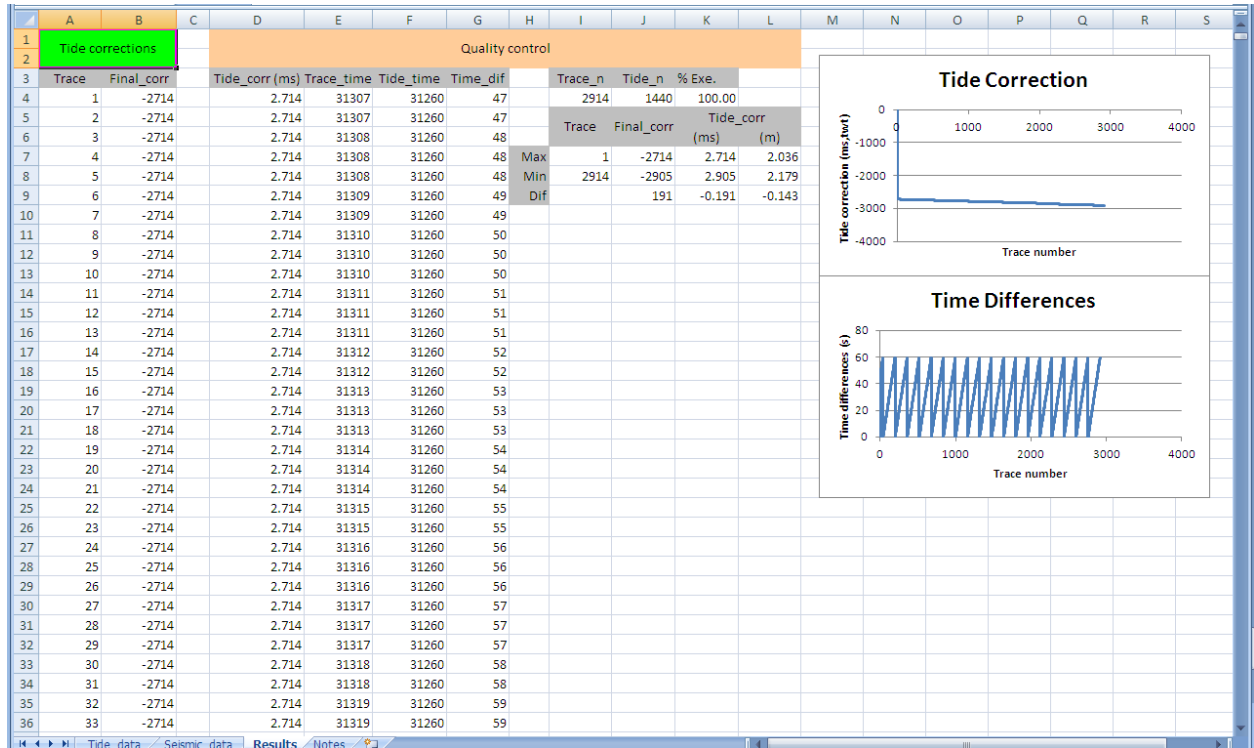 A B C D E F G H I J K L M N O P Q R S
1 Tide corrections Quality control
2
3 Trace Final_corr Tide_corr (ms) Trace_time Tide_time Time_dif Trace_n Tide_n % Exe.
4 1 -2714 2.714 31307 31260 47 2914 1440 100.00
5 2 -2714 2.714 31307 31260 47 Trace Final_corr Tide_corr
6 3 -2714 2.714 31308 31260 48 (ms) (m)
7 4 -2714 2.714 31308 31260 48 Max 1 -2714 2.714 2.036
8 5 -2714 2.714 31308 31260 48 Min 2914 -2905 2.905 2.179
9 6 -2714 2.714 31309 31260 49 Dif 191 -0.191 -0.143
10 7 -2714 2.714 31309 31260 49
11 8 -2714 2.714 31310 31260 50
12 9 -2714 2.714 31310 31260 50
13 10 -2714 2.714 31310 31260 50
14 11 -2714 2.714 31311 31260 51
15 12 -2714 2.714 31311 31260 51
16 13 -2714 2.714 31311 31260 51
17 14 -2714 2.714 31312 31260 52
18 15 -2714 2.714 31312 31260 52
19 16 -2714 2.714 31313 31260 53
20 17 -2714 2.714 31313 31260 53
21 18 -2714 2.714 31313 31260 53
22 19 -2714 2.714 31314 31260 54
23 20 -2714 2.714 31314 31260 54
24 21 -2714 2.714 31314 31260 54
25 22 -2714 2.714 31315 31260 55
26 23 -2714 2.714 31315 31260 55
27 24 -2714 2.714 31316 31260 56
28 25 -2714 2.714 31316 31260 56
29 26 -2714 2.714 31316 31260 56
30 27 -2714 2.714 31317 31260 57
31 28 -2714 2.714 31317 31260 57
32 29 -2714 2.714 31317 31260 57
33 30 -2714 2.714 31318 31260 58
34 31 -2714 2.714 31318 31260 58
35 32 -2714 2.714 31319 31260 59
36 33 -2714 2.714 31319 31260 59
Tide Correction
Tide correction (ms,twt)
0
-1000
-2000
-3000
-4000
0 1000 2000 3000 4000
Trace number
Time Differences
Time differences (s)
80
60
40
20
0
0 1000 2000 3000 4000
Trace number
Tide_data Seismic_data Results Notes